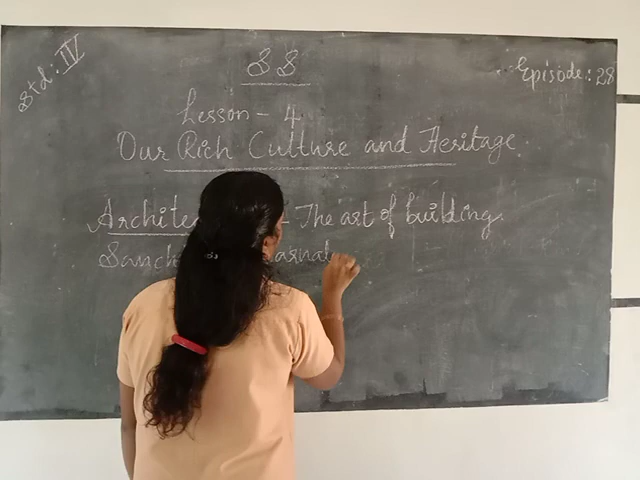 Std: IV
SS
Episode: 28
Lesson - 4
Our Rich Culture and Heritage
- The art of building.